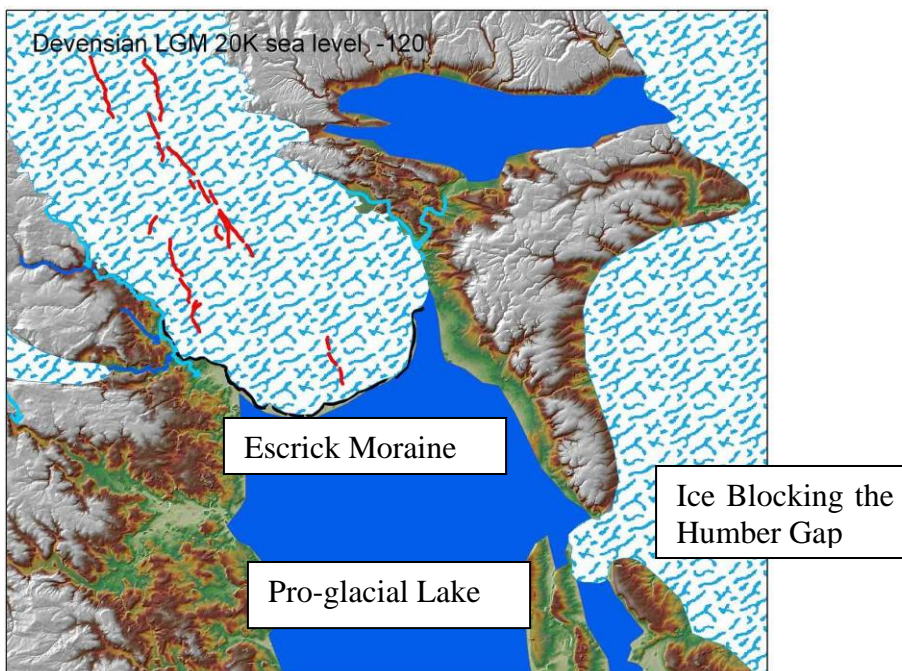 Devensian LGM 20K sea level -120
Escrick Moraine
Ice Blocking the
Humber Gap
Pro-glacial Lake